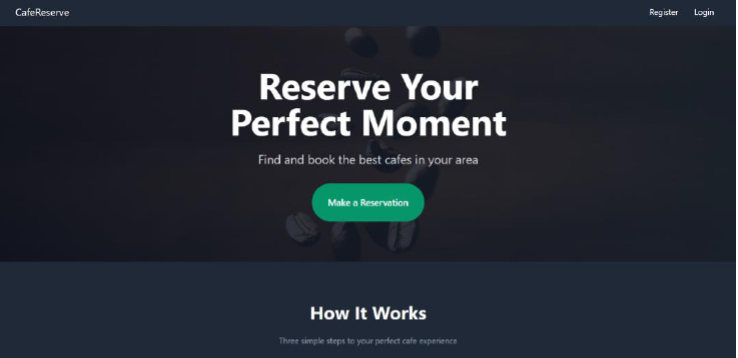 CafeReserve
Register Login
Reserve Your
Perfect Moment
Find and book the best cafes in your area
Make a Reservation
How It Works
Three simple steps to your perfect cafe experience